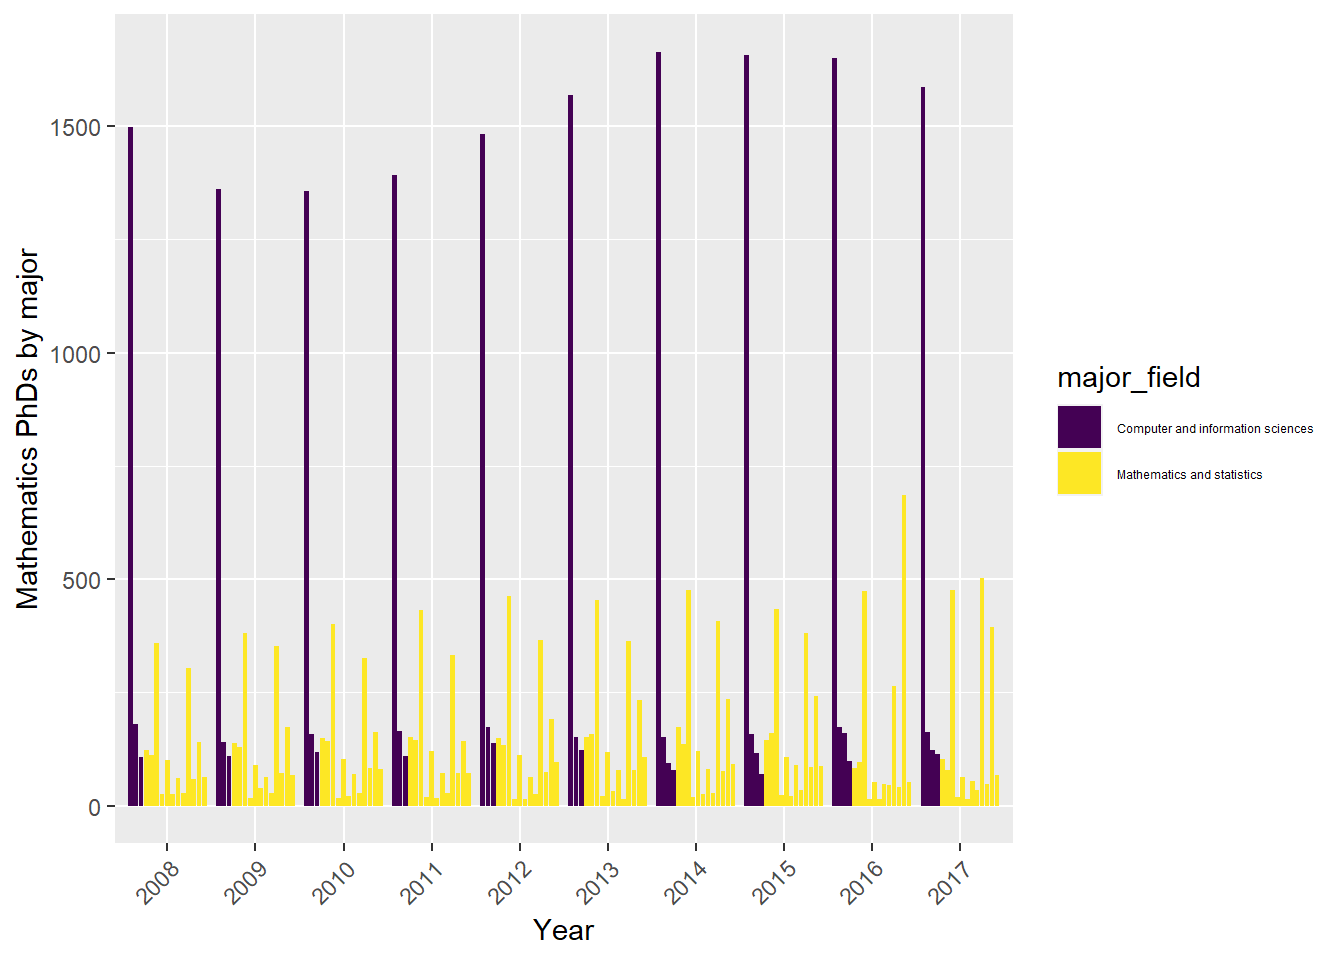 Mathematics PhDs by major
1500
1000
500
0
2008
2009
2010
2011
2012
2013
2014
2015
2016
2017
Year
major_field
Computer and information sciences
Mathematics and statistics